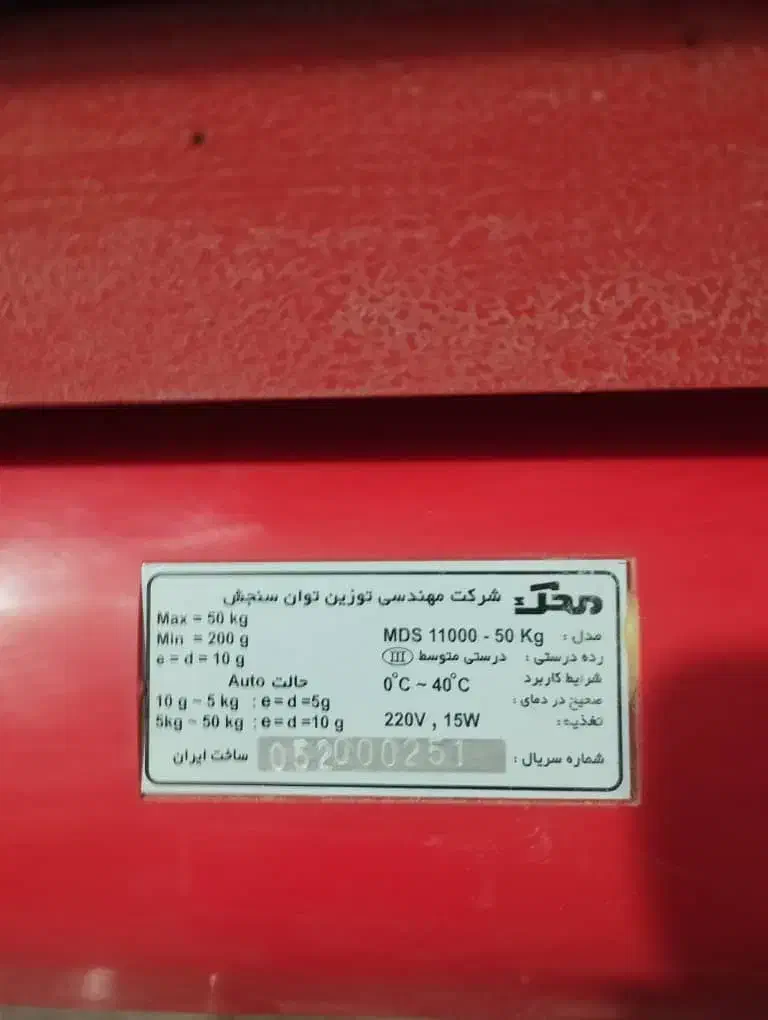 محک شرکت مهندسی توزین توان سنجش
Max = 50 kg
Min = 200 g
e = d = 10 g
حالت Auto
10 g ~ 5 kg : e = d =5g
5kg ~ 50 kg : e = d =10 g
مدل : MDS 11000 - 50 Kg
رده درستی : درستی متوسط III
شرایط کاربرد
صحیح در دمای : 0°C ~ 40°C
تغذیه : 220V , 15W
شماره سریال : 052000251 ساخت ایران